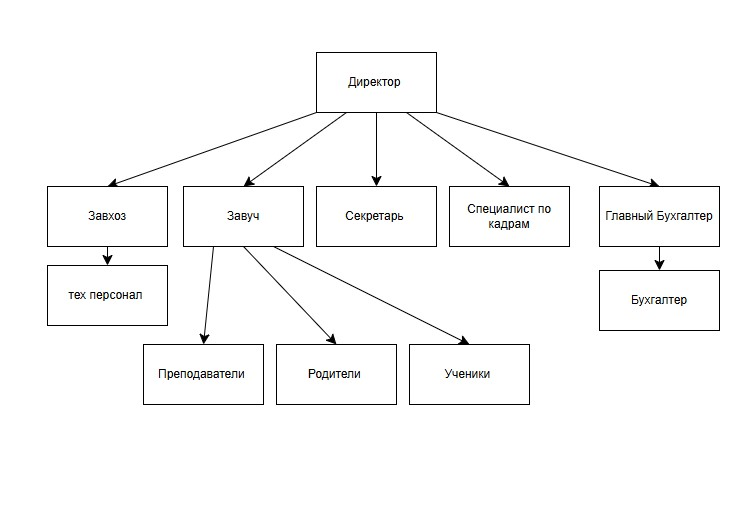 Директор
Завхоз
Завуч
Секретарь
Специалист по
кадрам
Главный Бухгалтер
тех персонал
Бухгалтер
Преподаватели
Родители
Ученики